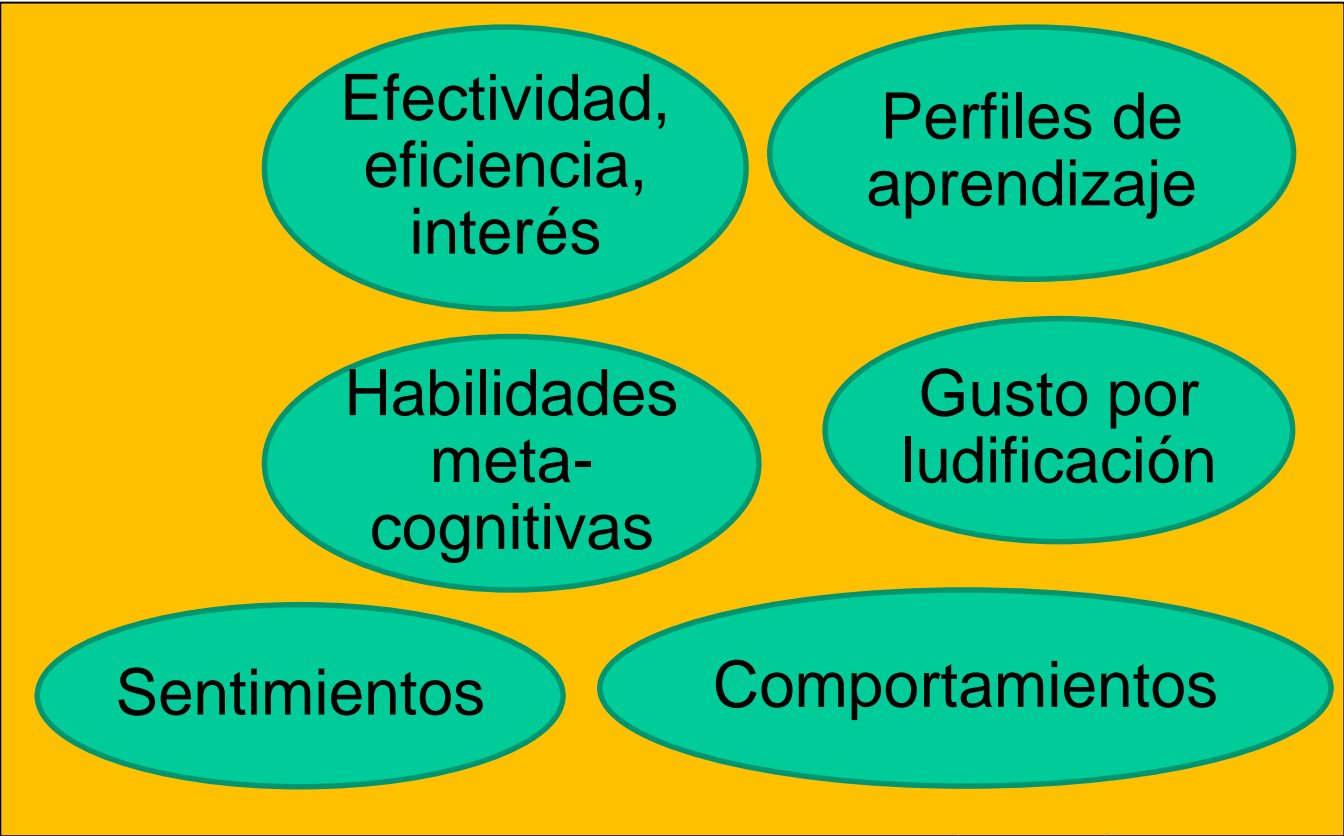 Efectividad,
eficiencia,
interés
Perfiles de
aprendizaje
Habilidades
meta-
cognitivas
Gusto por
ludificación
Sentimientos
Comportamientos